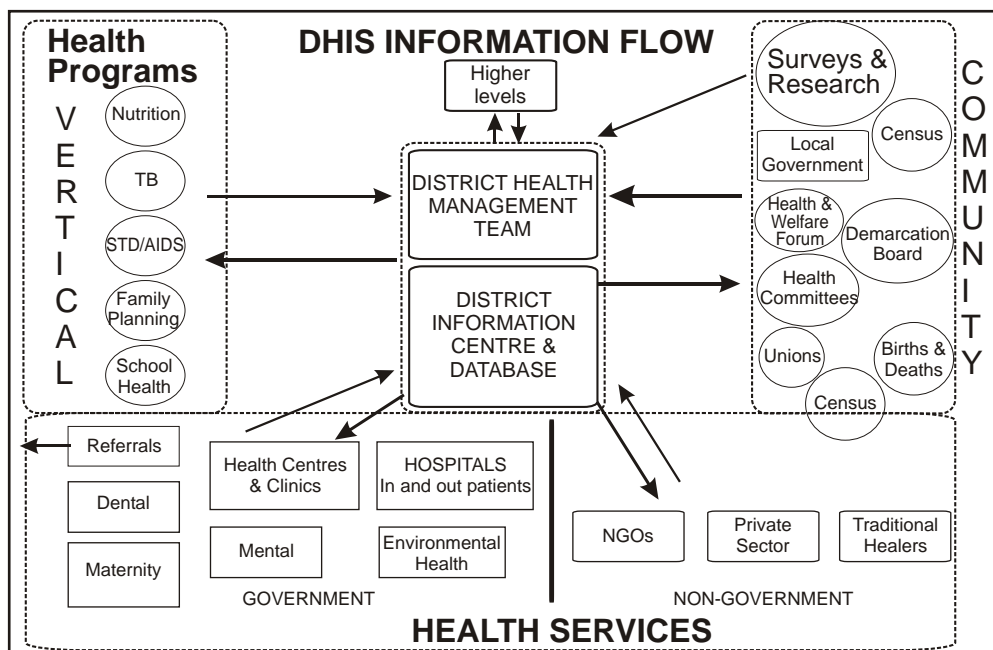 DHIS INFORMATION FLOW
Health
Programs
VERTICAL
Nutrition
TB
STD/AIDS
Family
Planning
School
Health
Higher
levels
DISTRICT HEALTH
MANAGEMENT
TEAM
DISTRICT
INFORMATION
CENTRE &
DATABASE
COMMUNITY
Surveys &
Research
Census
Local
Government
Health &
Welfare
Forum
Demarcation
Board
Health
Committees
Unions
Births &
Deaths
Census
Referrals
Dental
Maternity
Health Centres
& Clinics
HOSPITALS
In and out patients
Mental
Environmental
Health
GOVERNMENT
NGOs
Private
Sector
Traditional
Healers
NON-GOVERNMENT
HEALTH SERVICES